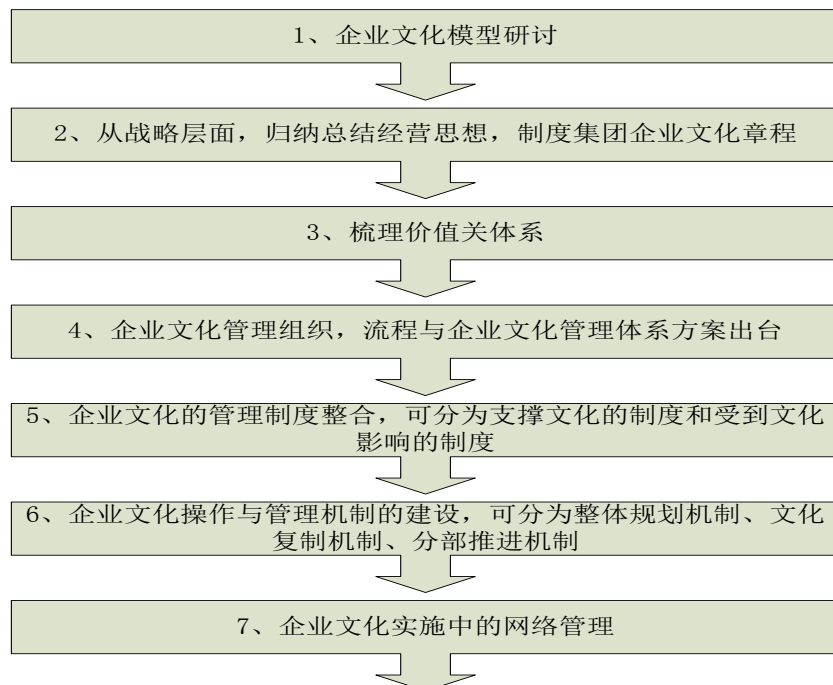 1、企业文化模型研讨
2、从战略层面，归纳总结经营思想，制度集团企业文化章程
3、梳理价值关体系
4、企业文化管理组织，流程与企业文化管理体系方案出台
5、企业文化的管理制度整合，可分为支撑文化的制度和受到文化
影响的制度
6、企业文化操作与管理机制的建设，可分为整体规划机制、文化
复制机制、分部推进机制
7、企业文化实施中的网络管理